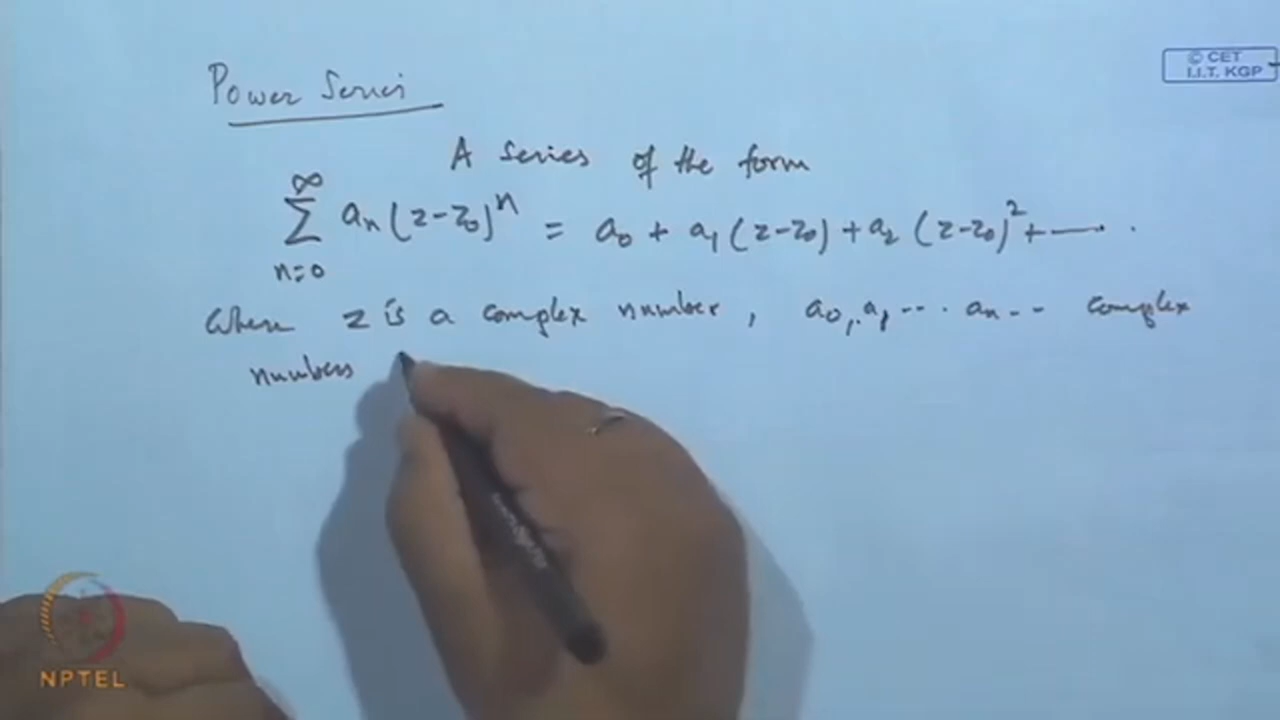 Power Series
© CET
I.I.T. KGP
A series of the form
∞
∑ aₙ (z-z₀)ⁿ = a₀ + a₁ (z-z₀) + a₂ (z-z₀)² + —— .
n=0
Where z is a complex number , a₀, a₁ --- aₙ -- complex
numbers
NPTEL